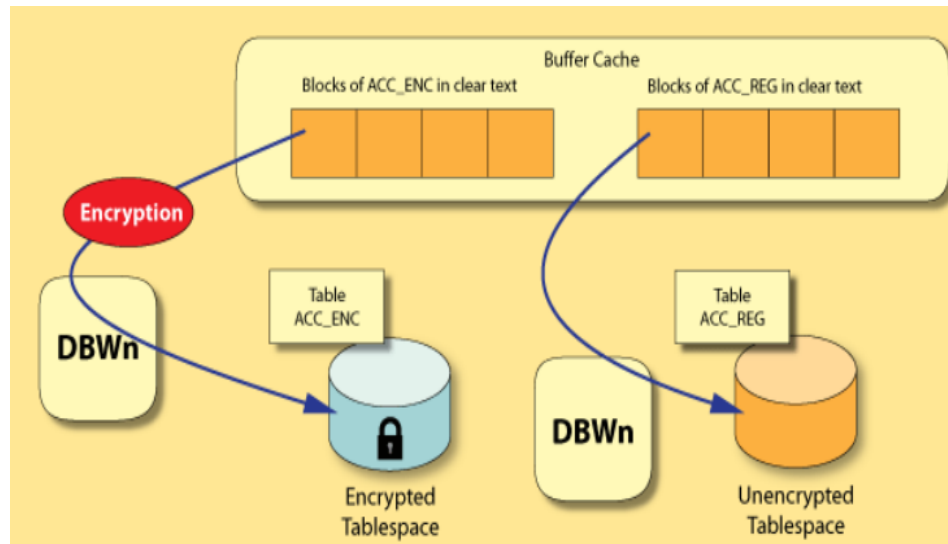 Buffer Cache
Blocks of ACC_ENC in clear text
Blocks of ACC_REG in clear text
Encryption
DBWn
Table
ACC_ENC
Table
ACC_REG
DBWn
Encrypted
Tablespace
Unencrypted
Tablespace